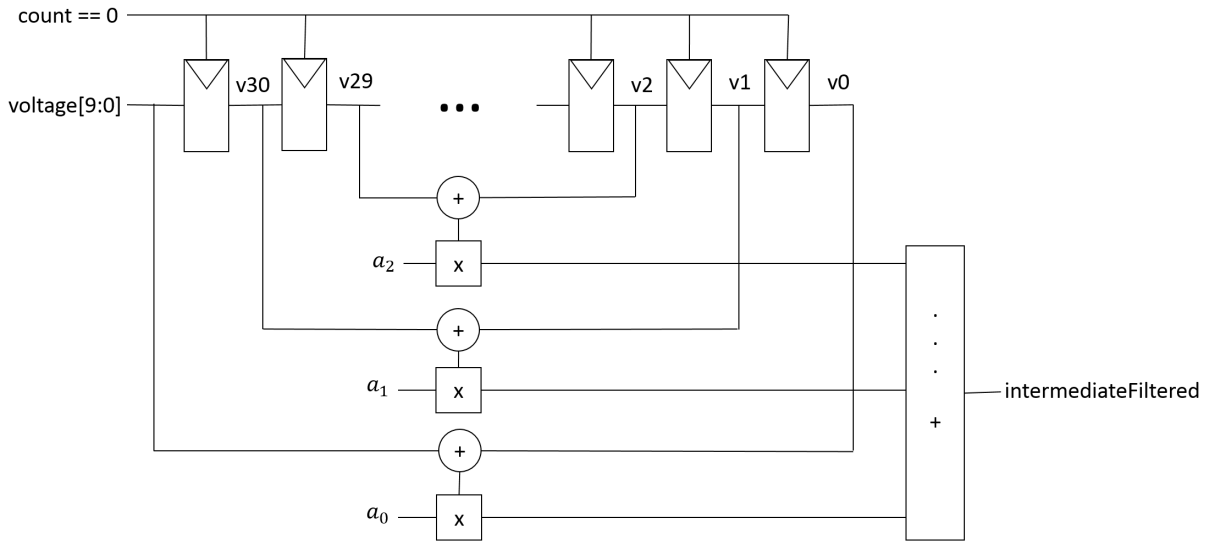 count == 0
v30
v29
v2
v1
v0
voltage[9:0]
...
+
a2
x
+
a1
x
intermediateFiltered
+
+
a0
x